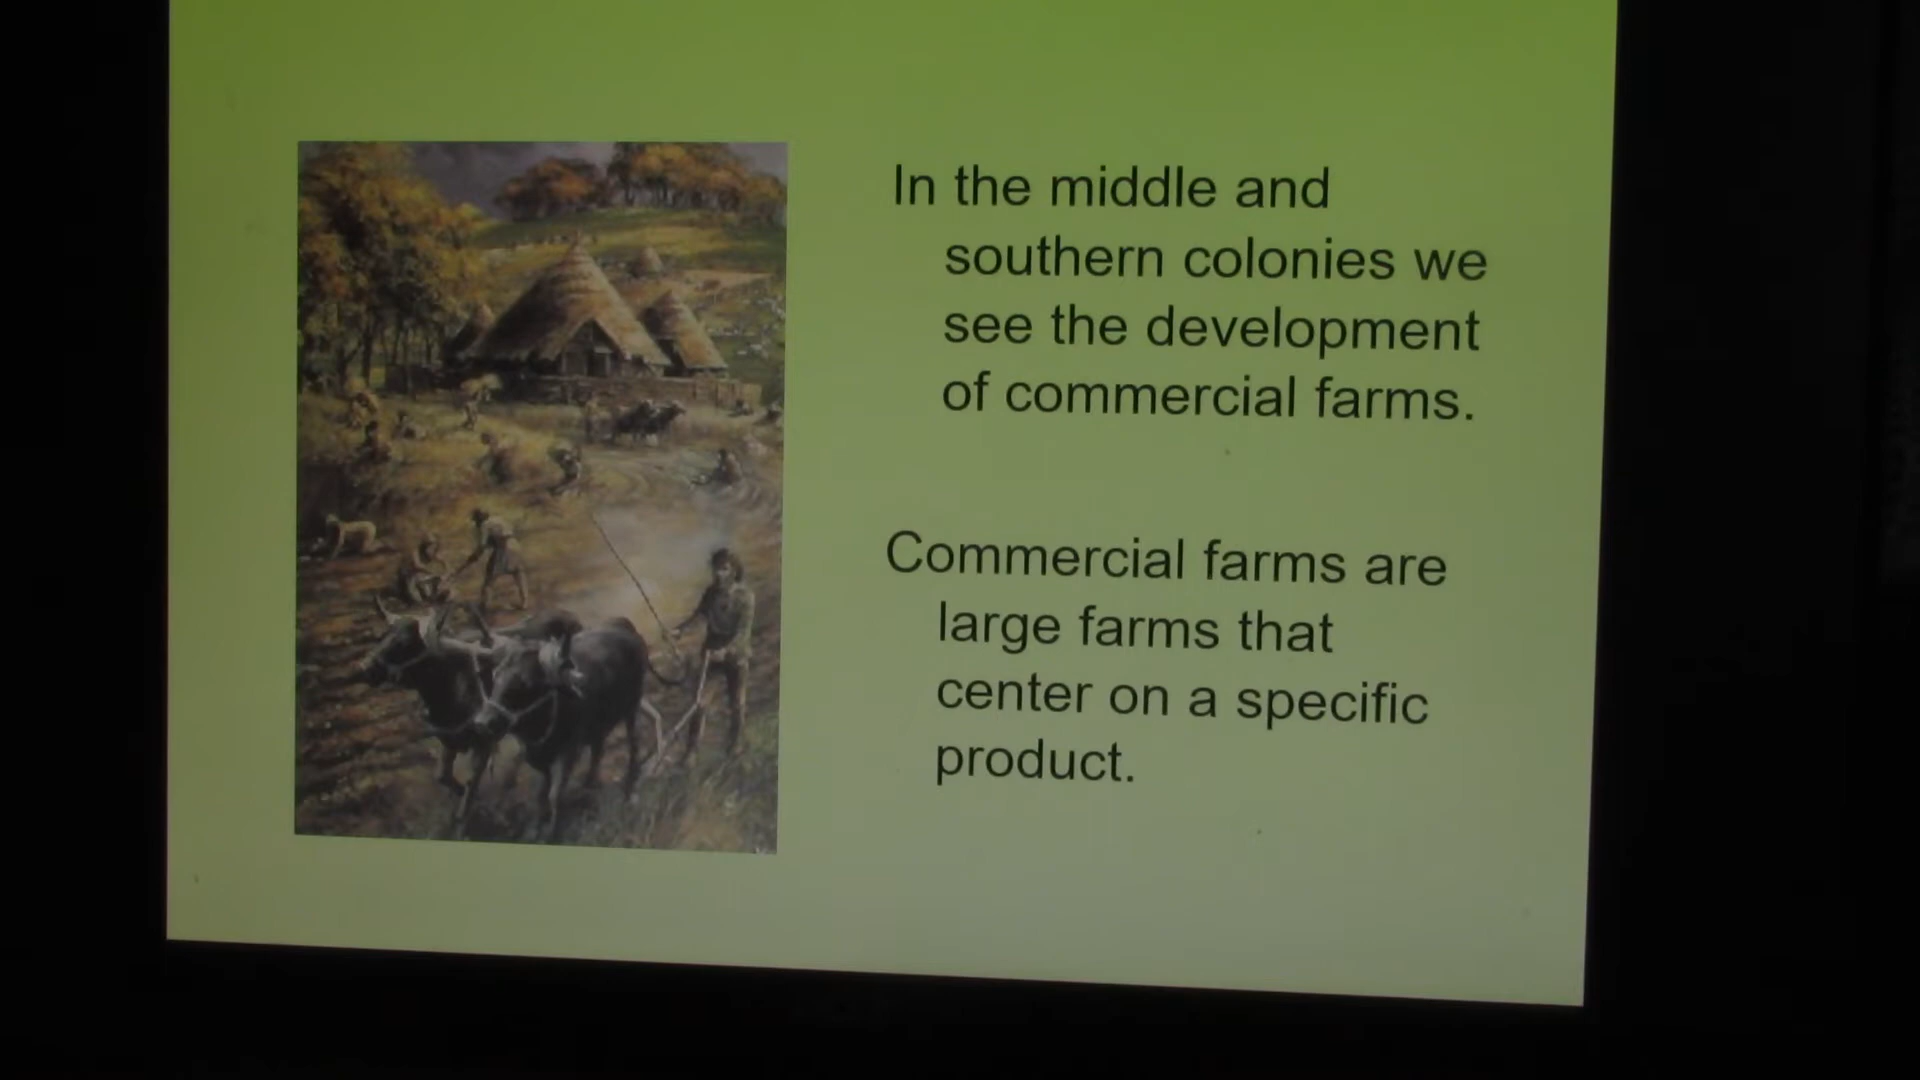 In the middle and
southern colonies we
see the development
of commercial farms.
Commercial farms are
large farms that
center on a specific
product.